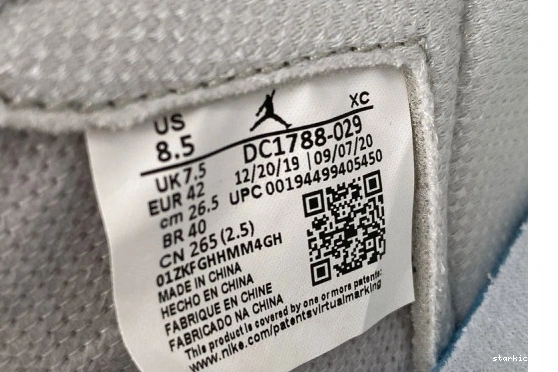 US
8.5
XC
DC1788-029
12/20/19 | 09/07/20
UPC 00194499405450
UK 7.5
EUR 42
cm 26.5
BR 40
CN 265 (2.5)
01ZKFGHHMM4GH
MADE IN CHINA
HECHO EN CHINA
FABRIQUE EN CHINE
FABRICADO NA CHINA
This product is covered by one or more patents:
www.nike.com/patentsvirtualmarking